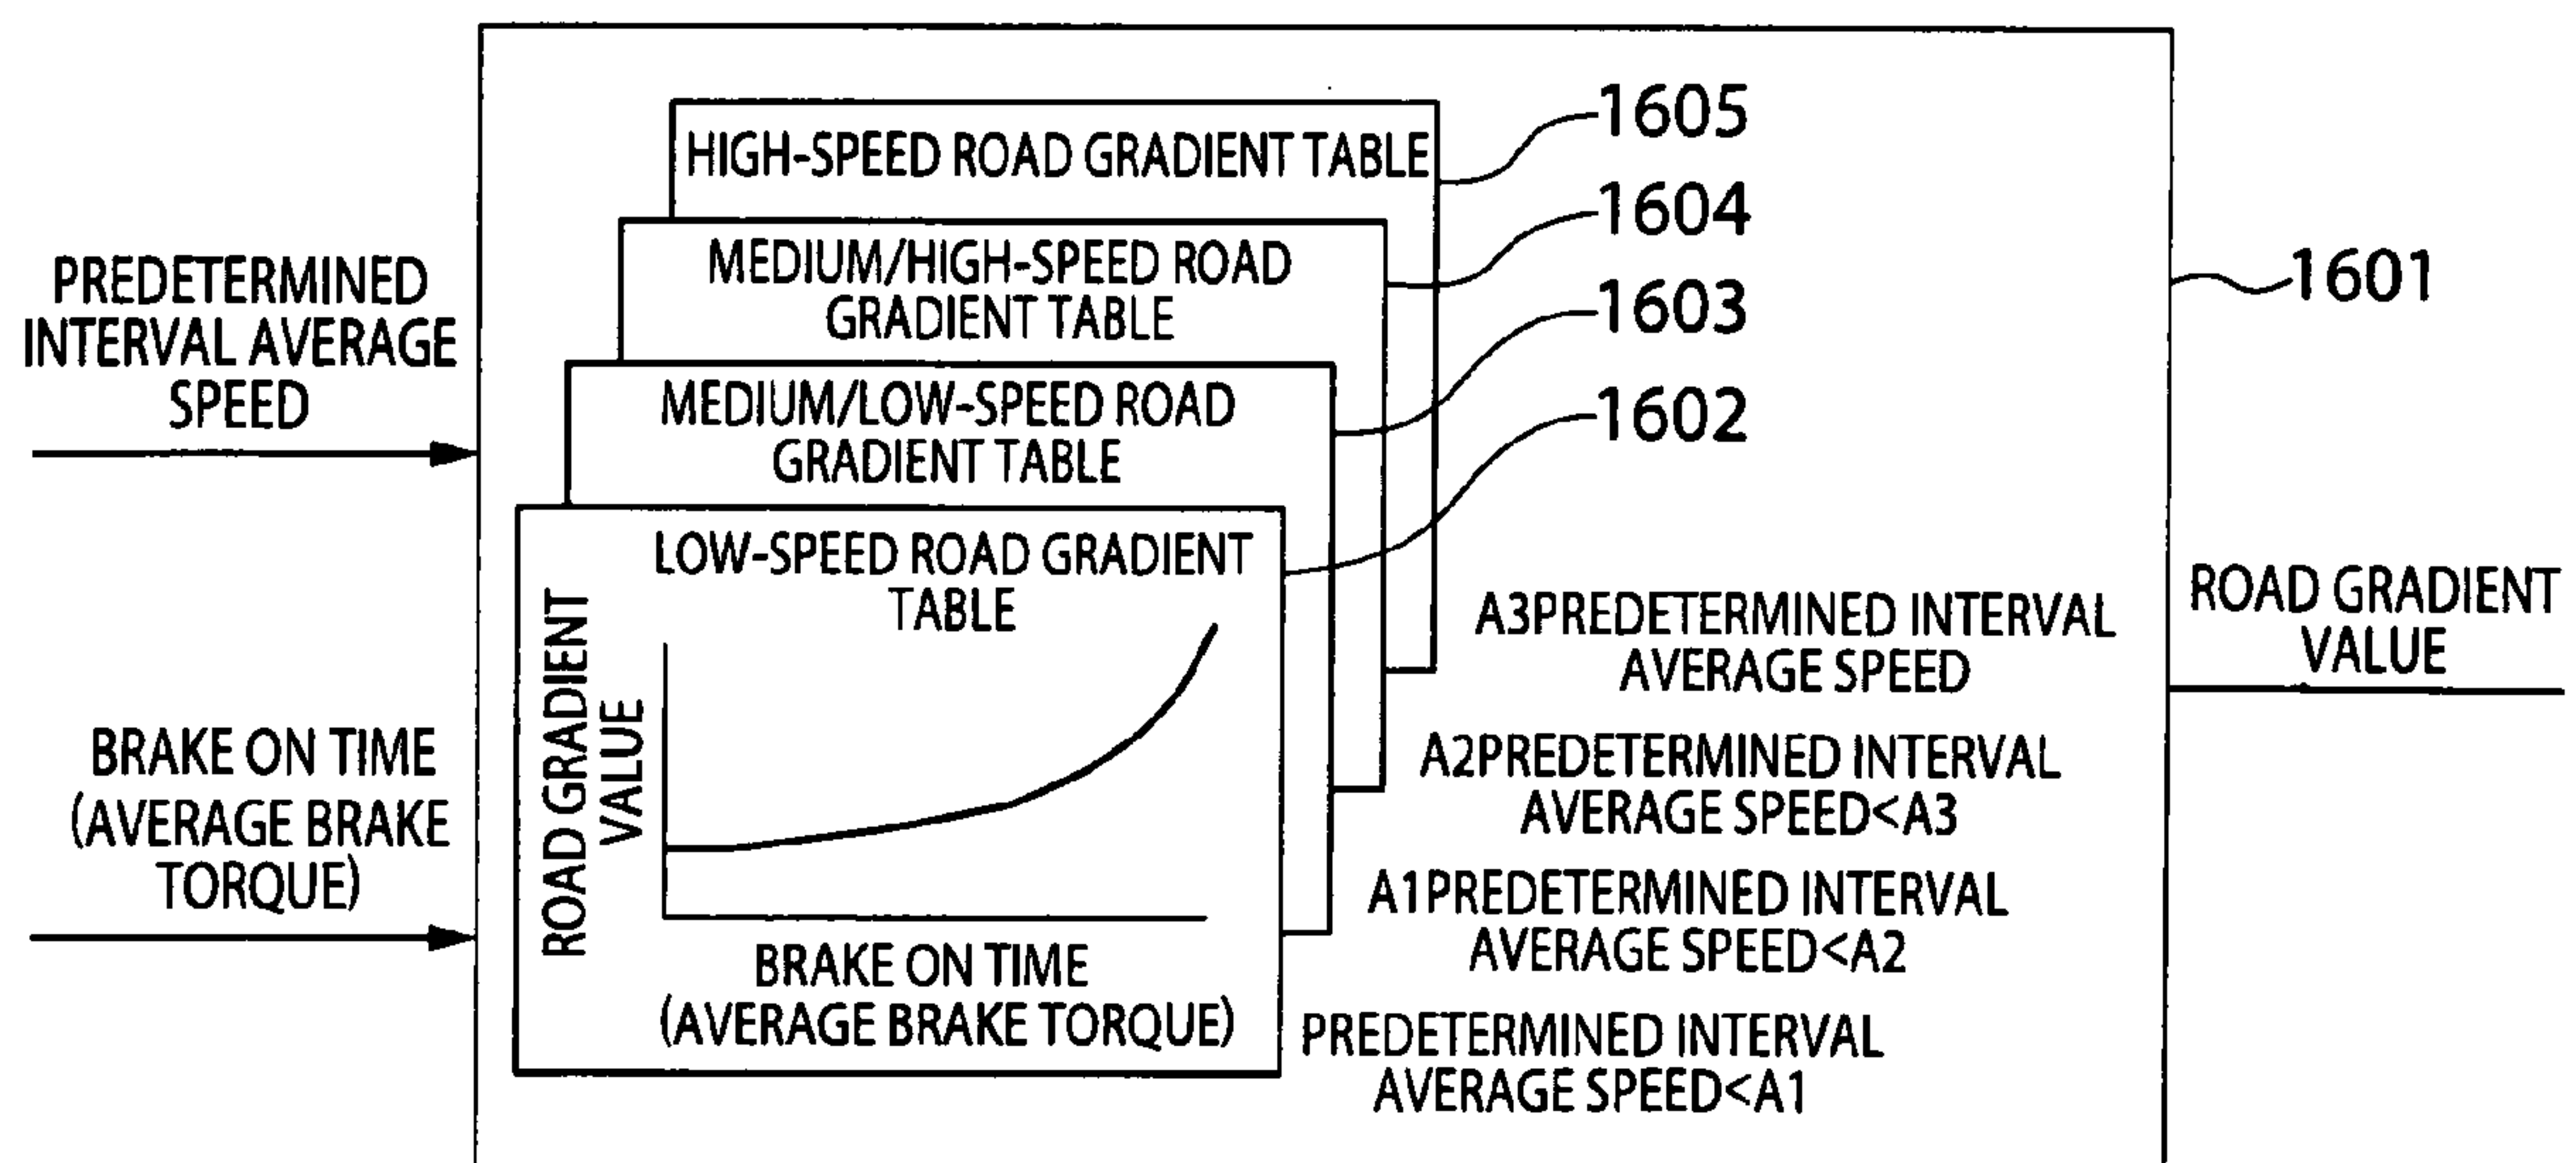 PREDETERMINED
INTERVAL AVERAGE
SPEED
BRAKE ON TIME
(AVERAGE BRAKE
TORQUE)
HIGH-SPEED ROAD GRADIENT TABLE
MEDIUM/HIGH-SPEED ROAD
GRADIENT TABLE
MEDIUM/LOW-SPEED ROAD
GRADIENT TABLE
LOW-SPEED ROAD GRADIENT
TABLE
ROAD GRADIENT
VALUE
BRAKE ON TIME
(AVERAGE BRAKE TORQUE)
1605
1604
1603
1602
1601
A3PREDETERMINED INTERVAL
AVERAGE SPEED
A2PREDETERMINED INTERVAL
AVERAGE SPEED<A3
A1PREDETERMINED INTERVAL
AVERAGE SPEED<A2
PREDETERMINED INTERVAL
AVERAGE SPEED<A1
ROAD GRADIENT
VALUE